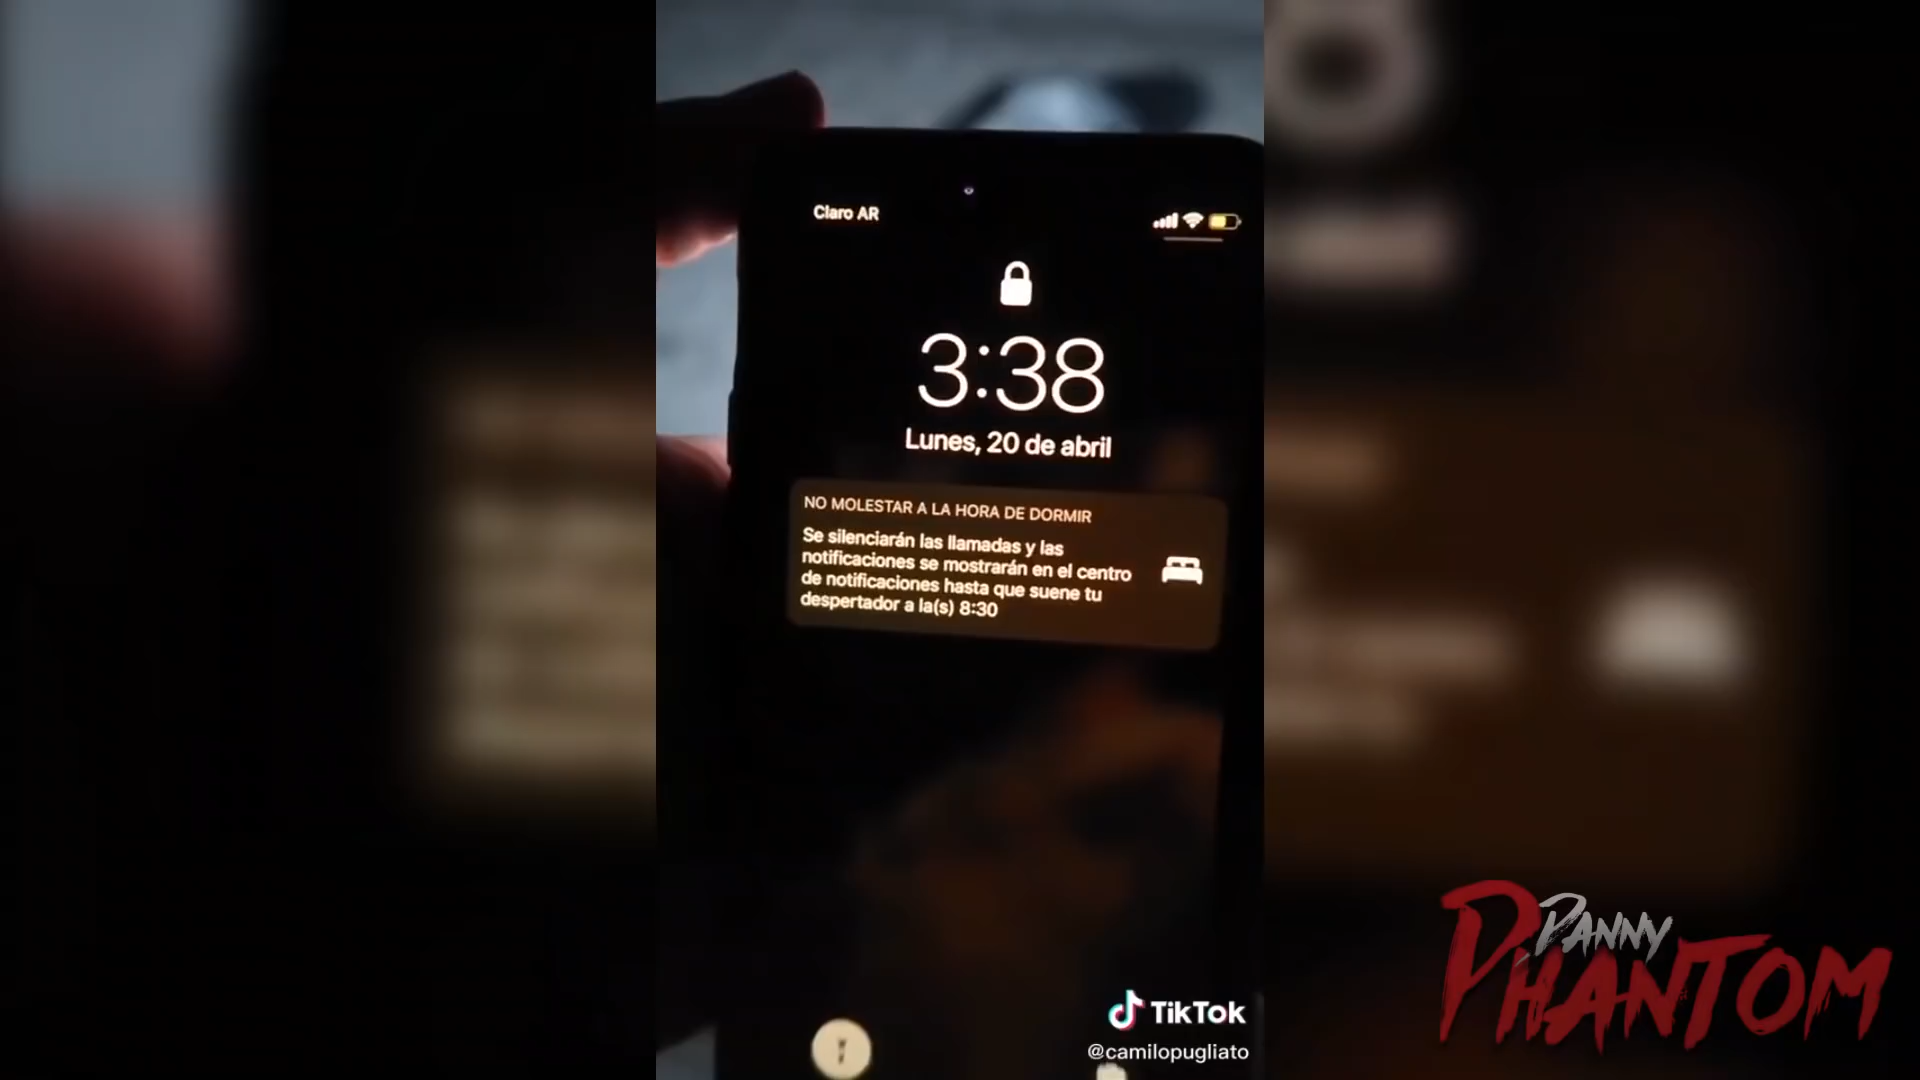 Claro AR
3:38
Lunes, 20 de abril
NO MOLESTAR A LA HORA DE DORMIR
Se silenciarán las llamadas y las
notificaciones se mostrarán en el centro
de notificaciones hasta que suene tu
despertador a la(s) 8:30
TikTok
@camilopugliato
DANNY
PHANTOM